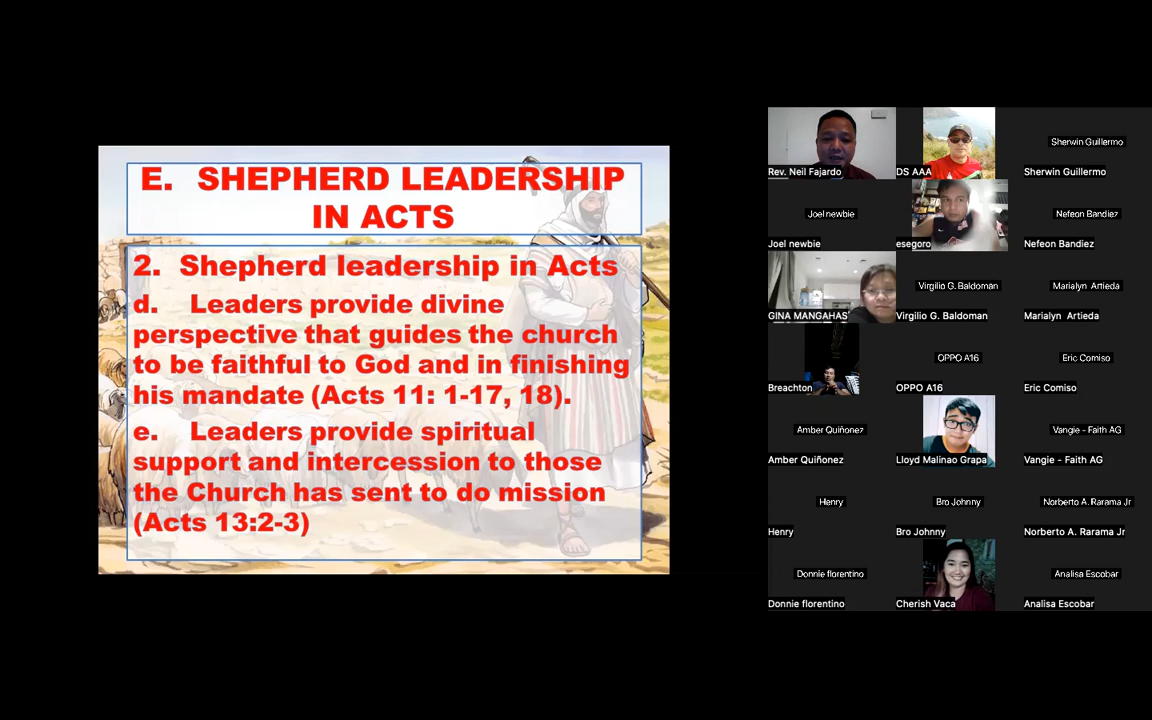 E. SHEPHERD LEADERSHIP
IN ACTS
2. Shepherd leadership in Acts
d. Leaders provide divine
perspective that guides the church
to be faithful to God and in finishing
his mandate (Acts 11: 1-17, 18).
e. Leaders provide spiritual
support and intercession to those
the Church has sent to do mission
(Acts 13:2-3)
Rev. Neil Fajardo
DS AAA
Sherwin Guillermo
Sherwin Guillermo
Joel newbie
Joel newbie
esegoro
Nefeon Bandiez
Nefeon Bandiez
GINA MANGAHAS
Virgilio G. Baldoman
Virgilio G. Baldoman
Marialyn Artieda
Marialyn Artieda
Breachton
OPPO A16
OPPO A16
Eric Comiso
Eric Comiso
Amber Quiñonez
Amber Quiñonez
Lloyd Malinao Grapa
Vangie - Faith AG
Vangie - Faith AG
Henry
Henry
Bro Johnny
Bro Johnny
Norberto A. Rarama Jr
Norberto A. Rarama Jr
Donnie florentino
Donnie florentino
Cherish Vaca
Analisa Escobar
Analisa Escobar